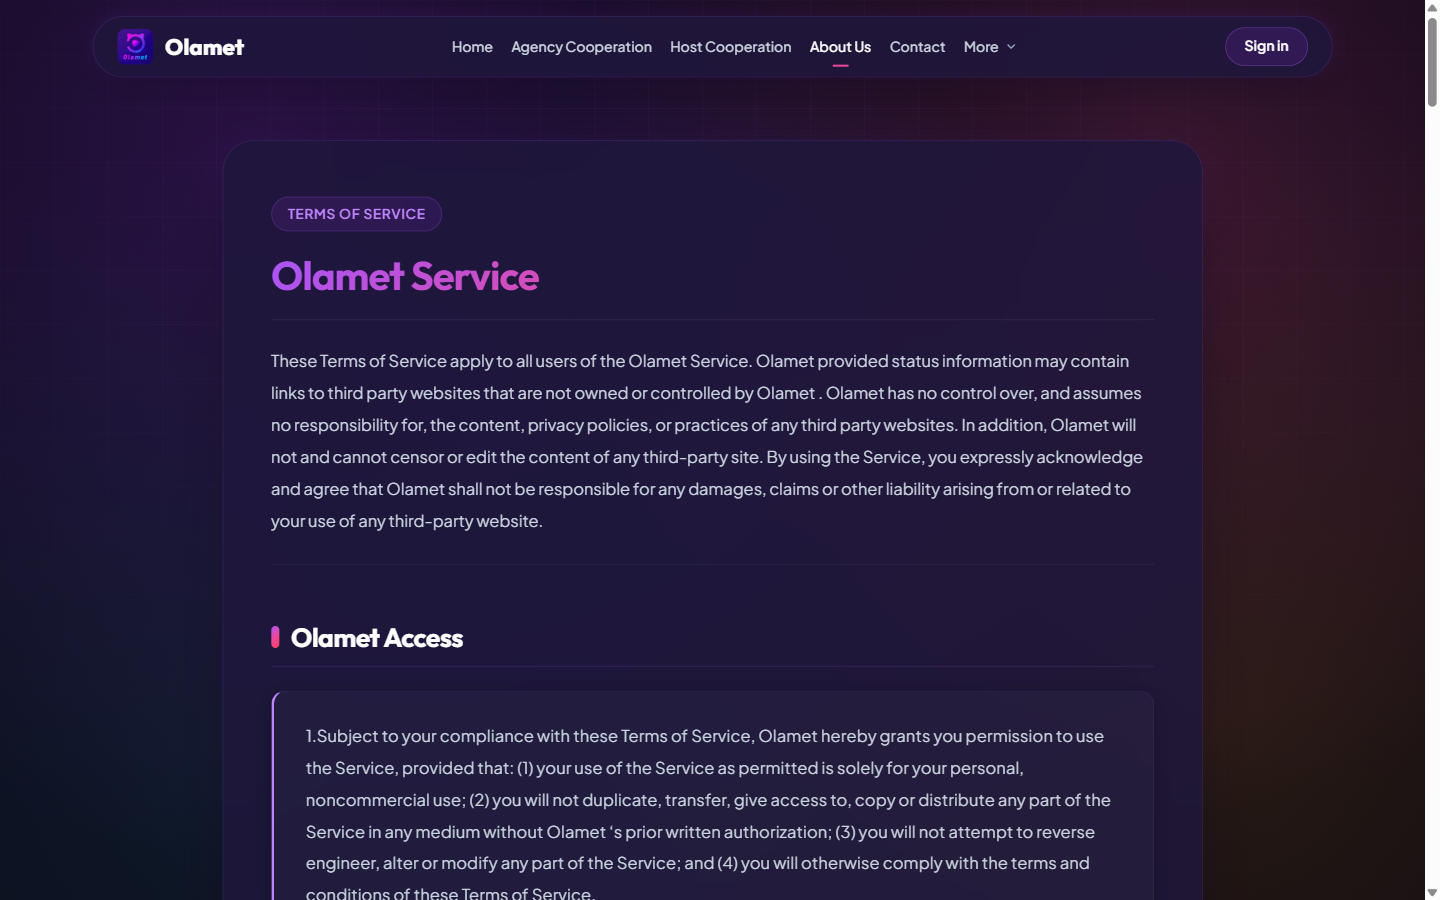 Olamet
Olamet
Home
Agency Cooperation
Host Cooperation
About Us
Contact
More
Sign in
TERMS OF SERVICE
Olamet Service
These Terms of Service apply to all users of the Olamet Service. Olamet provided status information may contain
links to third party websites that are not owned or controlled by Olamet . Olamet has no control over, and assumes
no responsibility for, the content, privacy policies, or practices of any third party websites. In addition, Olamet will
not and cannot censor or edit the content of any third-party site. By using the Service, you expressly acknowledge
and agree that Olamet shall not be responsible for any damages, claims or other liability arising from or related to
your use of any third-party website.
Olamet Access
1.Subject to your compliance with these Terms of Service, Olamet hereby grants you permission to use
the Service, provided that: (1) your use of the Service as permitted is solely for your personal,
noncommercial use; (2) you will not duplicate, transfer, give access to, copy or distribute any part of the
Service in any medium without Olamet ‘s prior written authorization; (3) you will not attempt to reverse
engineer, alter or modify any part of the Service; and (4) you will otherwise comply with the terms and
conditions of these Terms of Service.